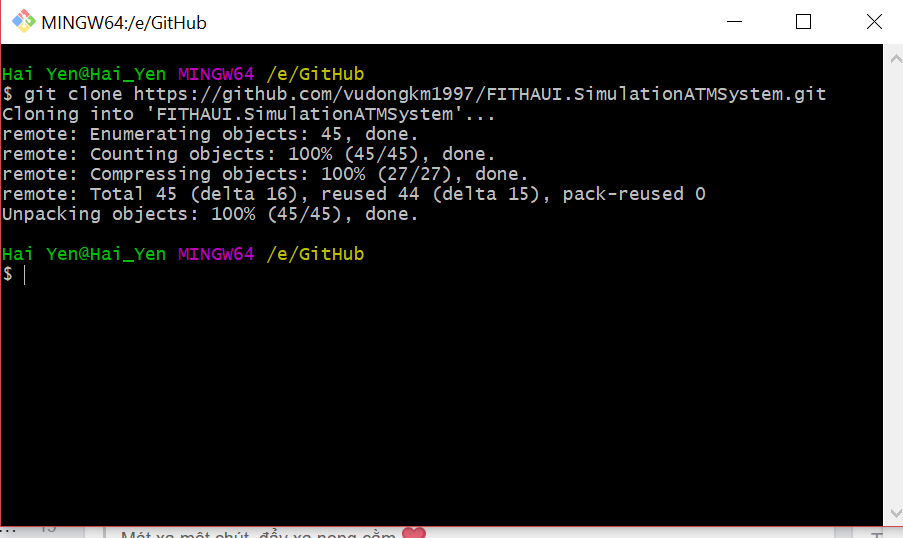 MINGW64:/e/GitHub
Hai Yen@Hai_Yen MINGW64 /e/GitHub
$ git clone https://github.com/vudongkm1997/FITHAUI.SimulationATMSystem.git
Cloning into 'FITHAUI.SimulationATMSystem'...
remote: Enumerating objects: 45, done.
remote: Counting objects: 100% (45/45), done.
remote: Compressing objects: 100% (27/27), done.
remote: Total 45 (delta 16), reused 44 (delta 15), pack-reused 0
Unpacking objects: 100% (45/45), done.
Hai Yen@Hai_Yen MINGW64 /e/GitHub
$